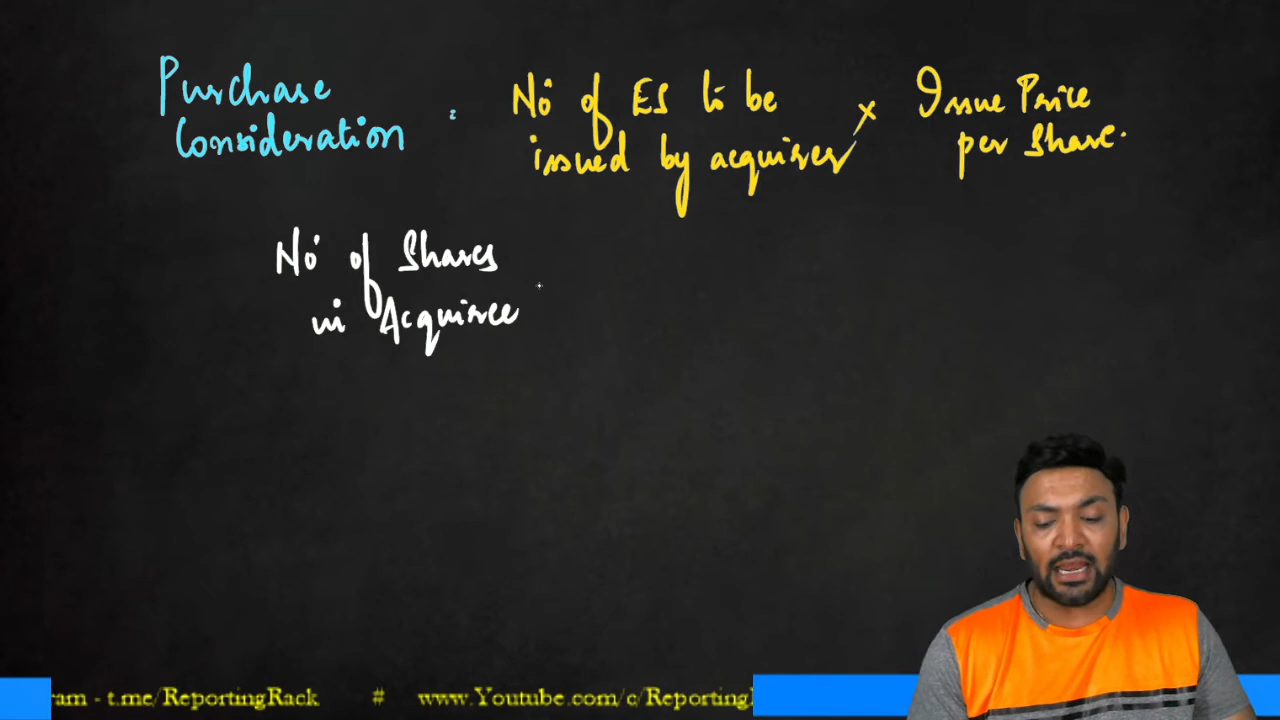 Purchase
Consideration = No of ES to be
issued by acquirer × Issue Price
per Share.
No of Shares
in Acquiree
ram - t.me/ReportingRack # www.Youtube.com/c/Reporting